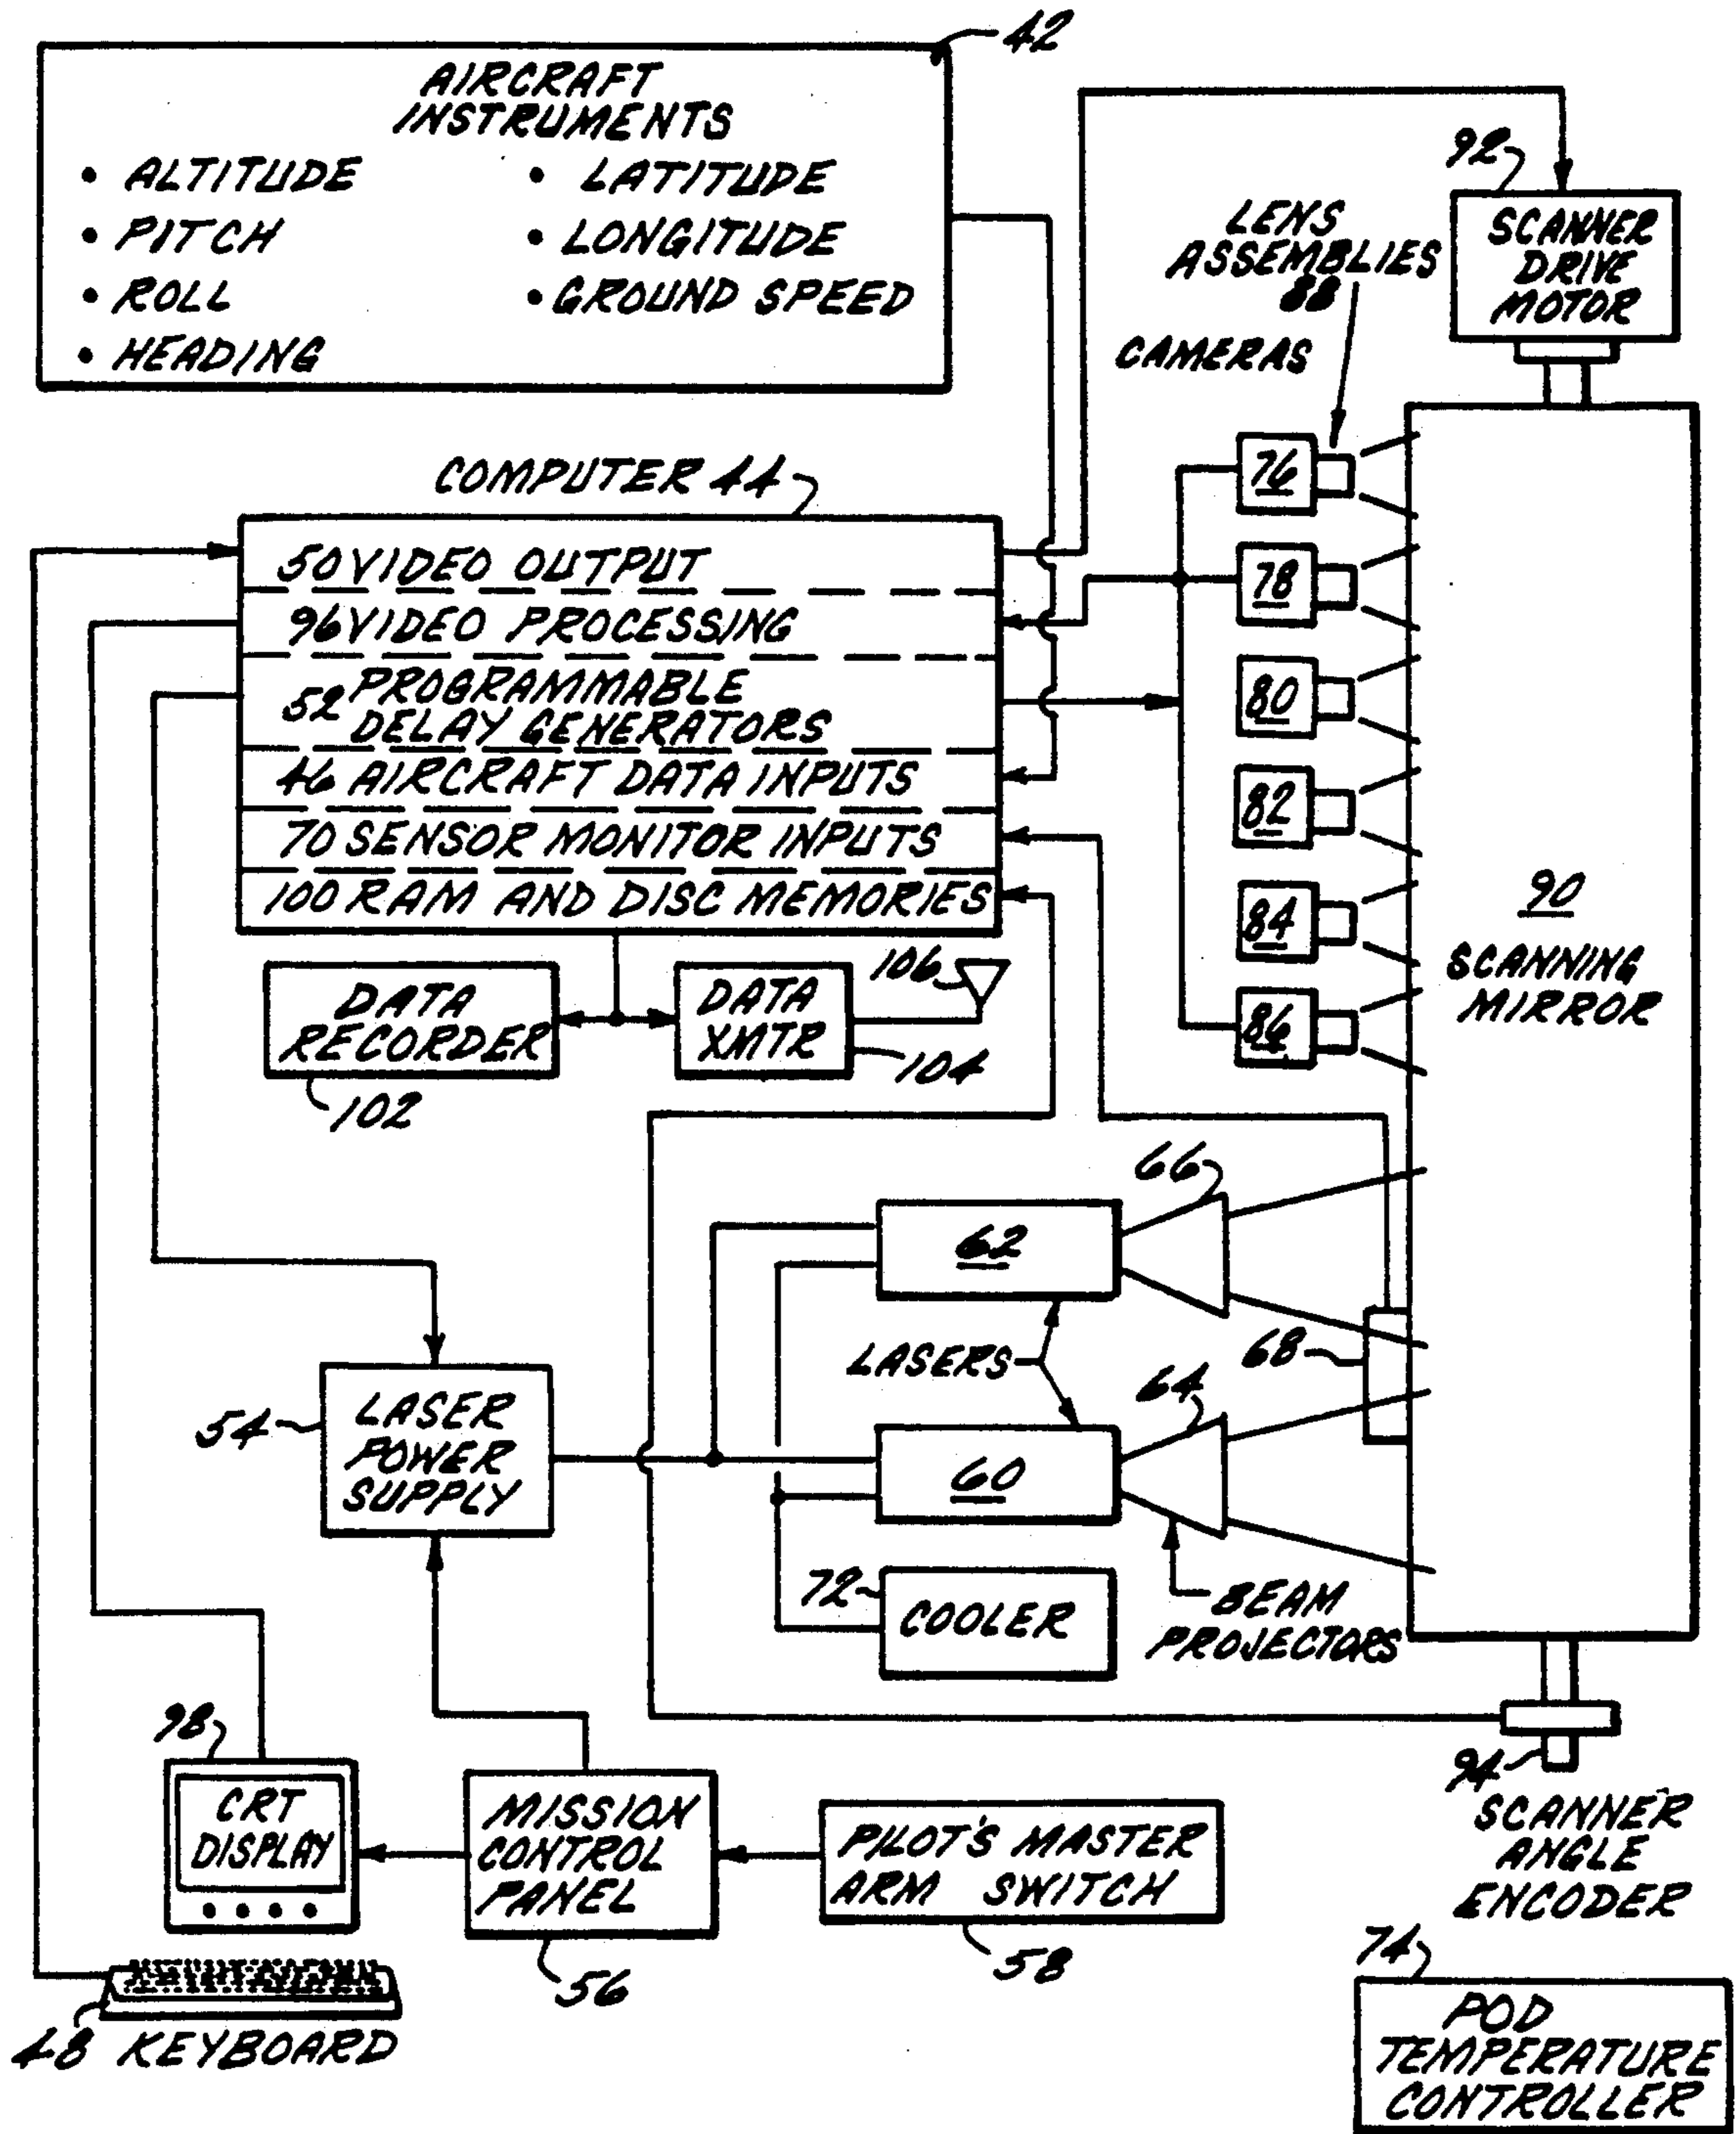 42
AIRCRAFT
INSTRUMENTS
• ALTITUDE
• PITCH
• ROLL
• HEADING
• LATITUDE
• LONGITUDE
• GROUND SPEED
92
SCANNER
DRIVE
MOTOR
LENS
ASSEMBLIES
88
CAMERAS
COMPUTER 44
50 VIDEO OUTPUT
96 VIDEO PROCESSING
52 PROGRAMMABLE
DELAY GENERATORS
46 AIRCRAFT DATA INPUTS
70 SENSOR MONITOR INPUTS
100 RAM AND DISC MEMORIES
76
78
80
82
84
86
90
SCANNING
MIRROR
DATA
RECORDER
102
DATA
XMTR
104
106
66
62
LASERS
68
64
60
54
LASER
POWER
SUPPLY
72
COOLER
BEAM
PROJECTORS
98
CRT
DISPLAY
MISSION
CONTROL
PANEL
56
PILOT'S MASTER
ARM SWITCH
58
94
SCANNER
ANGLE
ENCODER
48 KEYBOARD
74
POD
TEMPERATURE
CONTROLLER